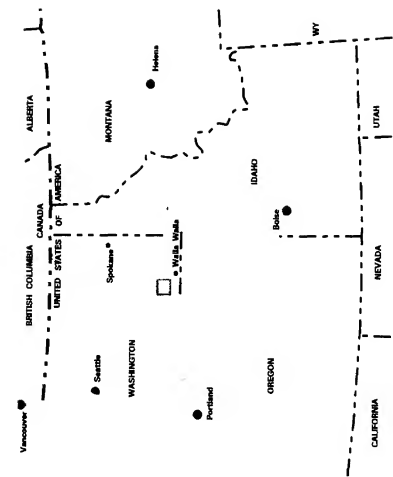 Vancouver
BRITISH COLUMBIA
ALBERTA
CANADA
UNITED STATES OF AMERICA
Seattle
Spokane
MONTANA
Helena
WASHINGTON
Walla Walla
Portland
IDAHO
Boise
OREGON
WY
CALIFORNIA
NEVADA
UTAH